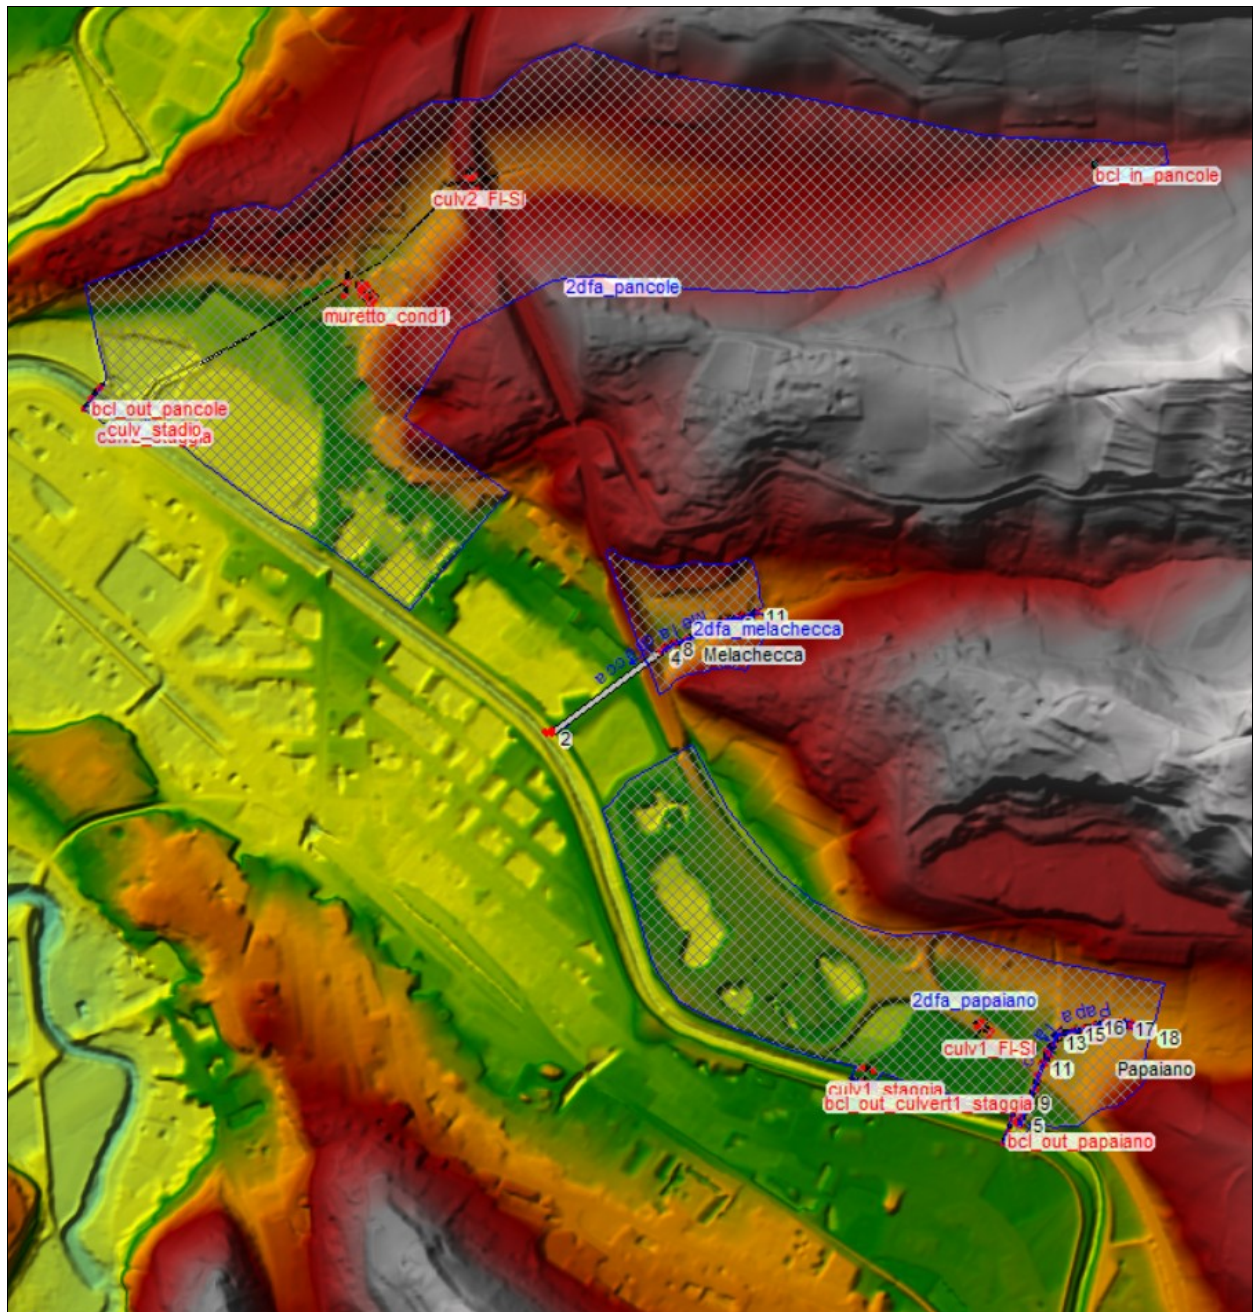 bcl_in_pancole
culv2_FI-SI
2dfa_pancole
muretto_cond1
bcl_out_pancole
culv_stadio
culv2_staggia
11
2dfa_melachecca
8
4
Melachecca
2
2dfa_papaiano
culv1_FI-SI
13
15
16
17
18
11
Papaiano
culv1_staggia
bcl_out_culvert1_staggia
9
5
bcl_out_papaiano